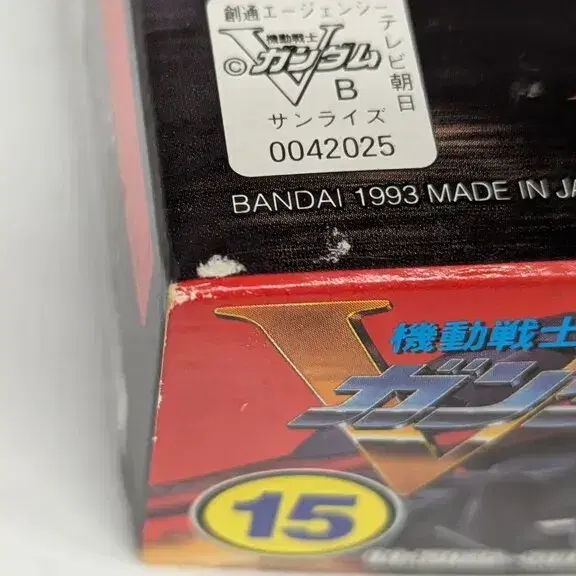 創通エージェンシー
テレビ朝日
機動戦士
© ガンダム
B
サンライズ
0042025
BANDAI 1993 MADE IN JA
機動戦士
ガン
15